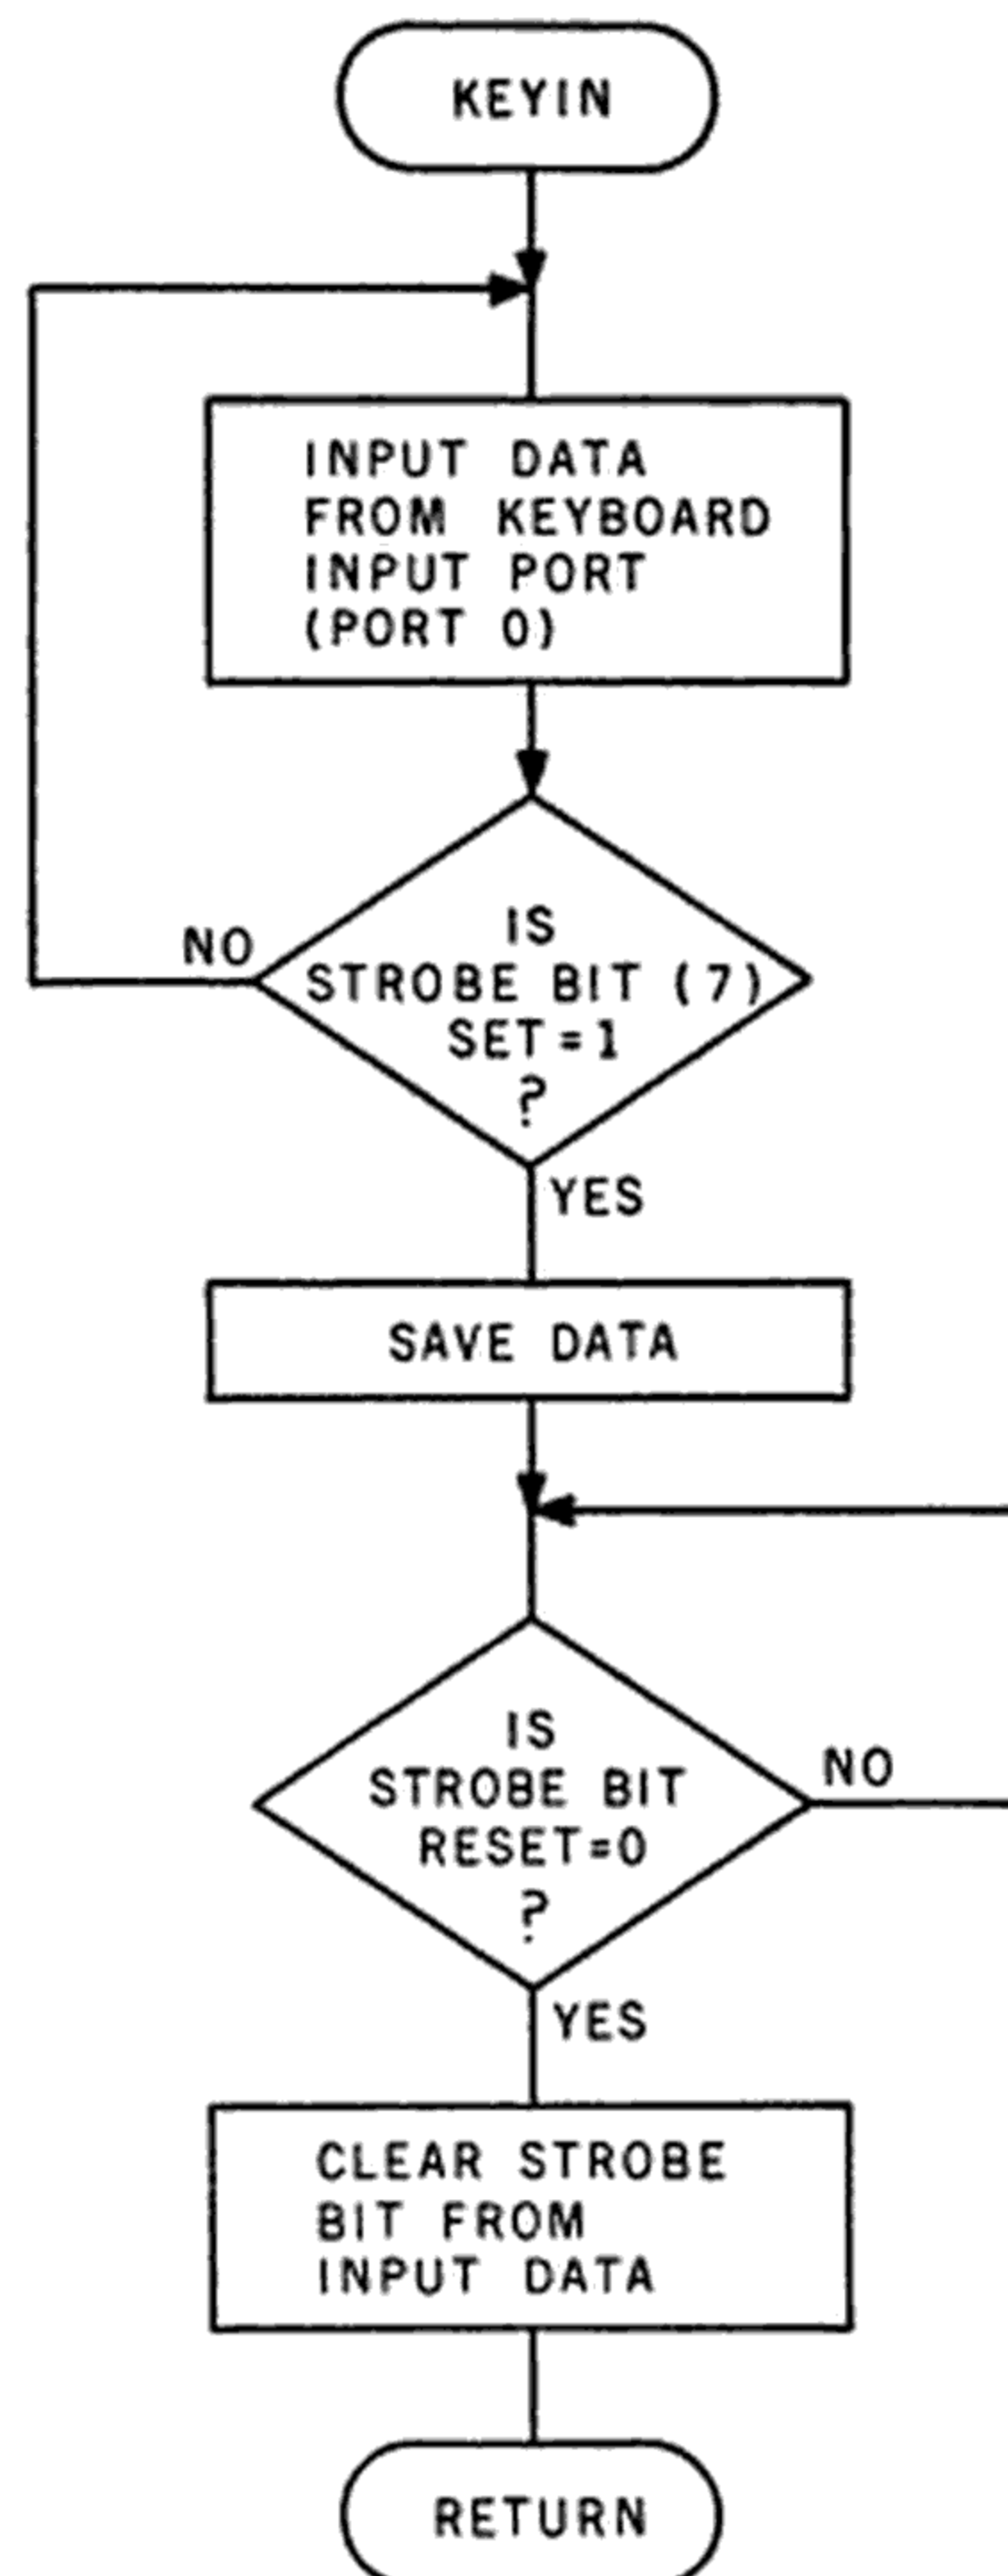 KEYIN
INPUT DATA
FROM KEYBOARD
INPUT PORT
(PORT 0)
IS
STROBE BIT (7)
SET=1
?
NO
YES
SAVE DATA
IS
STROBE BIT
RESET=0
?
NO
YES
CLEAR STROBE
BIT FROM
INPUT DATA
RETURN